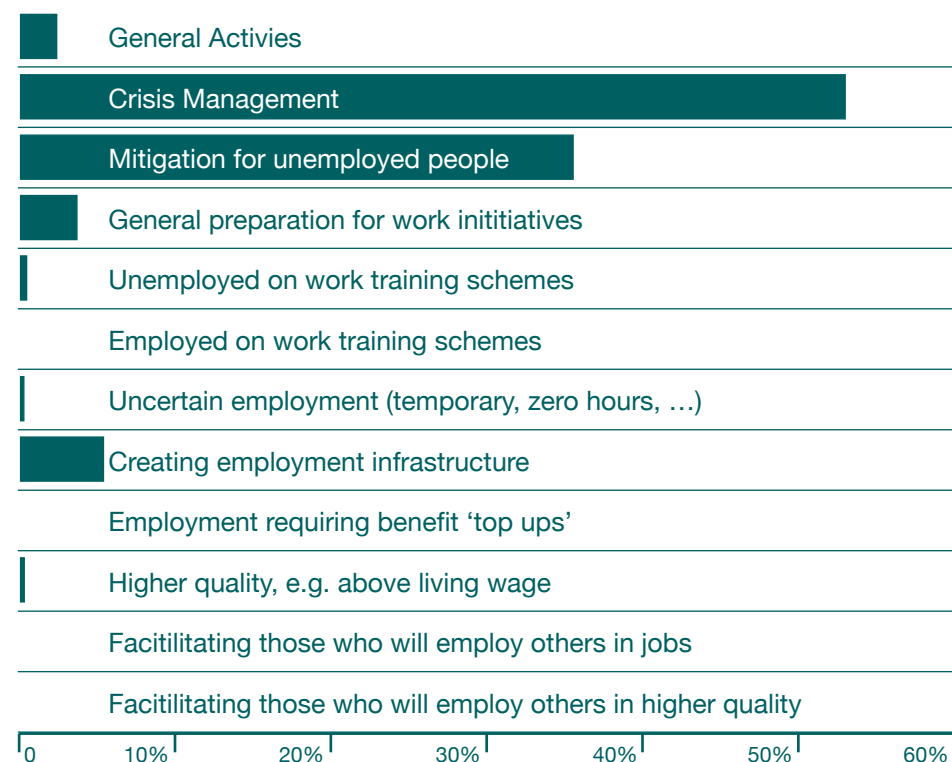 General Activies
Crisis Management
Mitigation for unemployed people
General preparation for work inititiatives
Unemployed on work training schemes
Employed on work training schemes
Uncertain employment (temporary, zero hours, …)
Creating employment infrastructure
Employment requiring benefit ‘top ups’
Higher quality, e.g. above living wage
Facitilitating those who will employ others in jobs
Facitilitating those who will employ others in higher quality
0 10% 20% 30% 40% 50% 60%